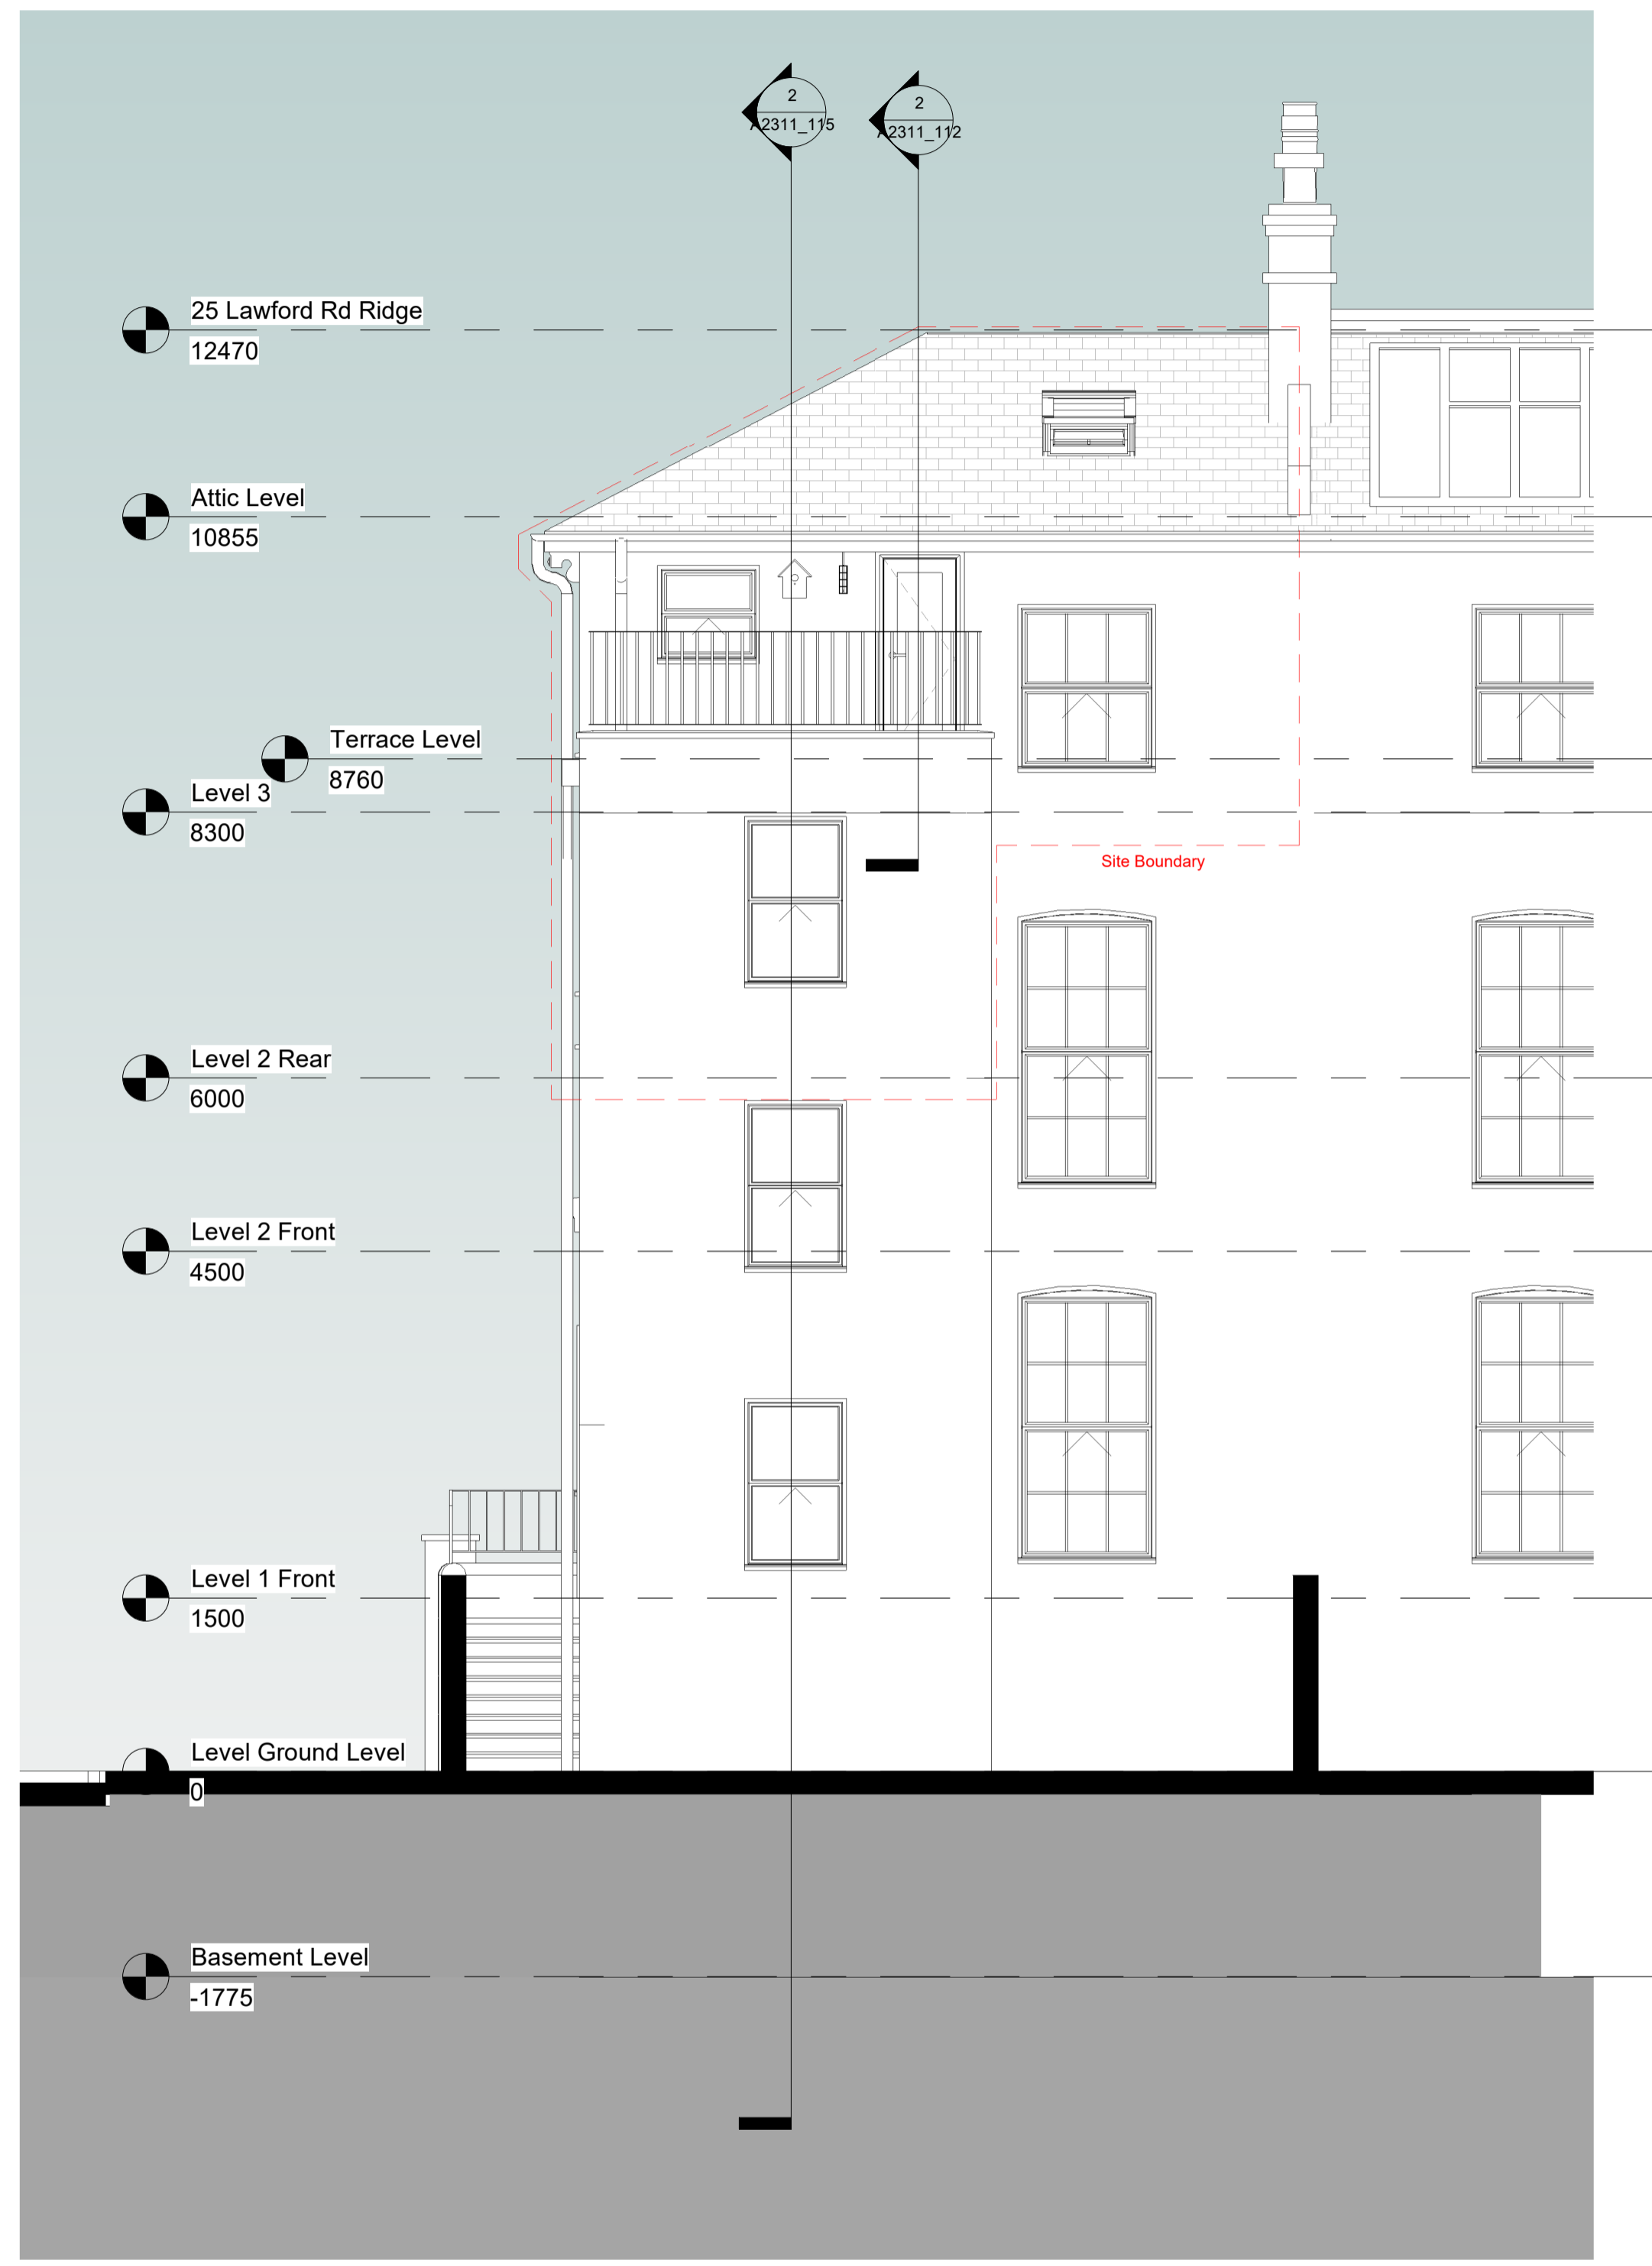 2
A2311_115
2
A2311_112
25 Lawford Rd Ridge
12470
Attic Level
10855
Terrace Level
8760
Level 3
8300
Site Boundary
Level 2 Rear
6000
Level 2 Front
4500
Level 1 Front
1500
Level Ground Level
0
Basement Level
-1775